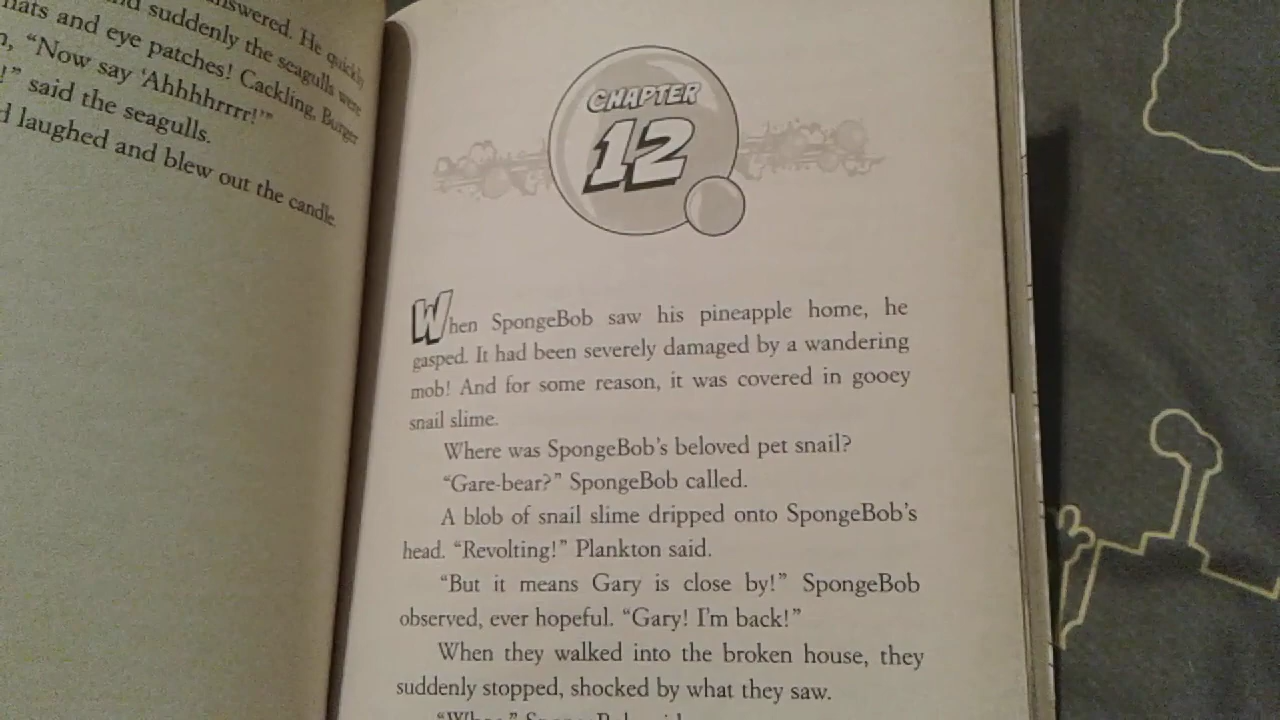 nswered. He quickly
nd suddenly the seagulls were
hats and eye patches! Cackling, Burger
n, “Now say ‘Ahhhhrrrr!’”
!” said the seagulls.
d laughed and blew out the candle.
CHAPTER
12
When SpongeBob saw his pineapple home, he
gasped. It had been severely damaged by a wandering
mob! And for some reason, it was covered in gooey
snail slime.
Where was SpongeBob’s beloved pet snail?
“Gare-bear?” SpongeBob called.
A blob of snail slime dripped onto SpongeBob’s
head. “Revolting!” Plankton said.
“But it means Gary is close by!” SpongeBob
observed, ever hopeful. “Gary! I’m back!”
When they walked into the broken house, they
suddenly stopped, shocked by what they saw.